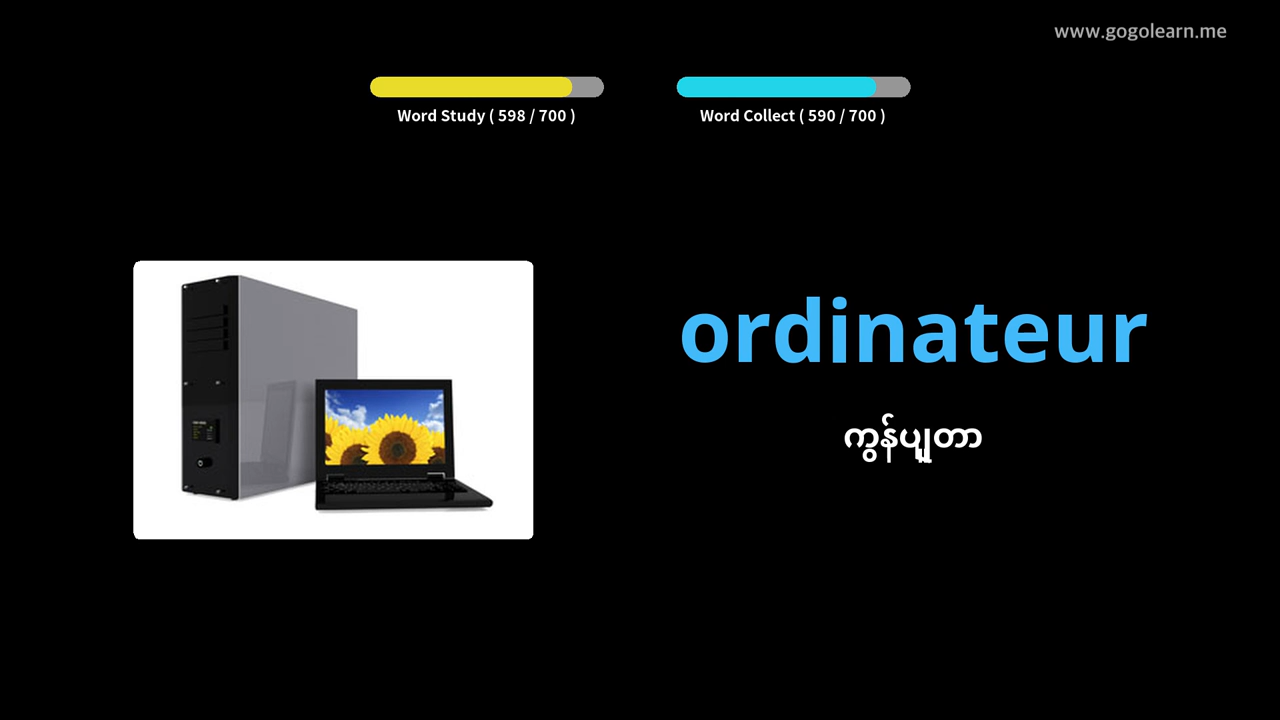 www.gogolearn.me
Word Study ( 598 / 700 )
Word Collect ( 590 / 700 )
ordinateur
ကွန်ပျူတာ